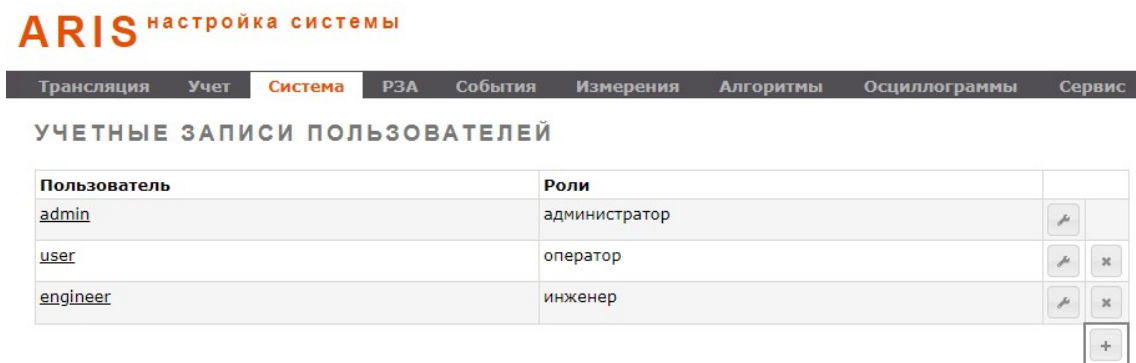 ARIS настройка системы
Трансляция Учет Система РЗА События Измерения Алгоритмы Осциллограммы Сервис
УЧЕТНЫЕ ЗАПИСИ ПОЛЬЗОВАТЕЛЕЙ
Пользователь Роли
admin администратор
user оператор
engineer инженер